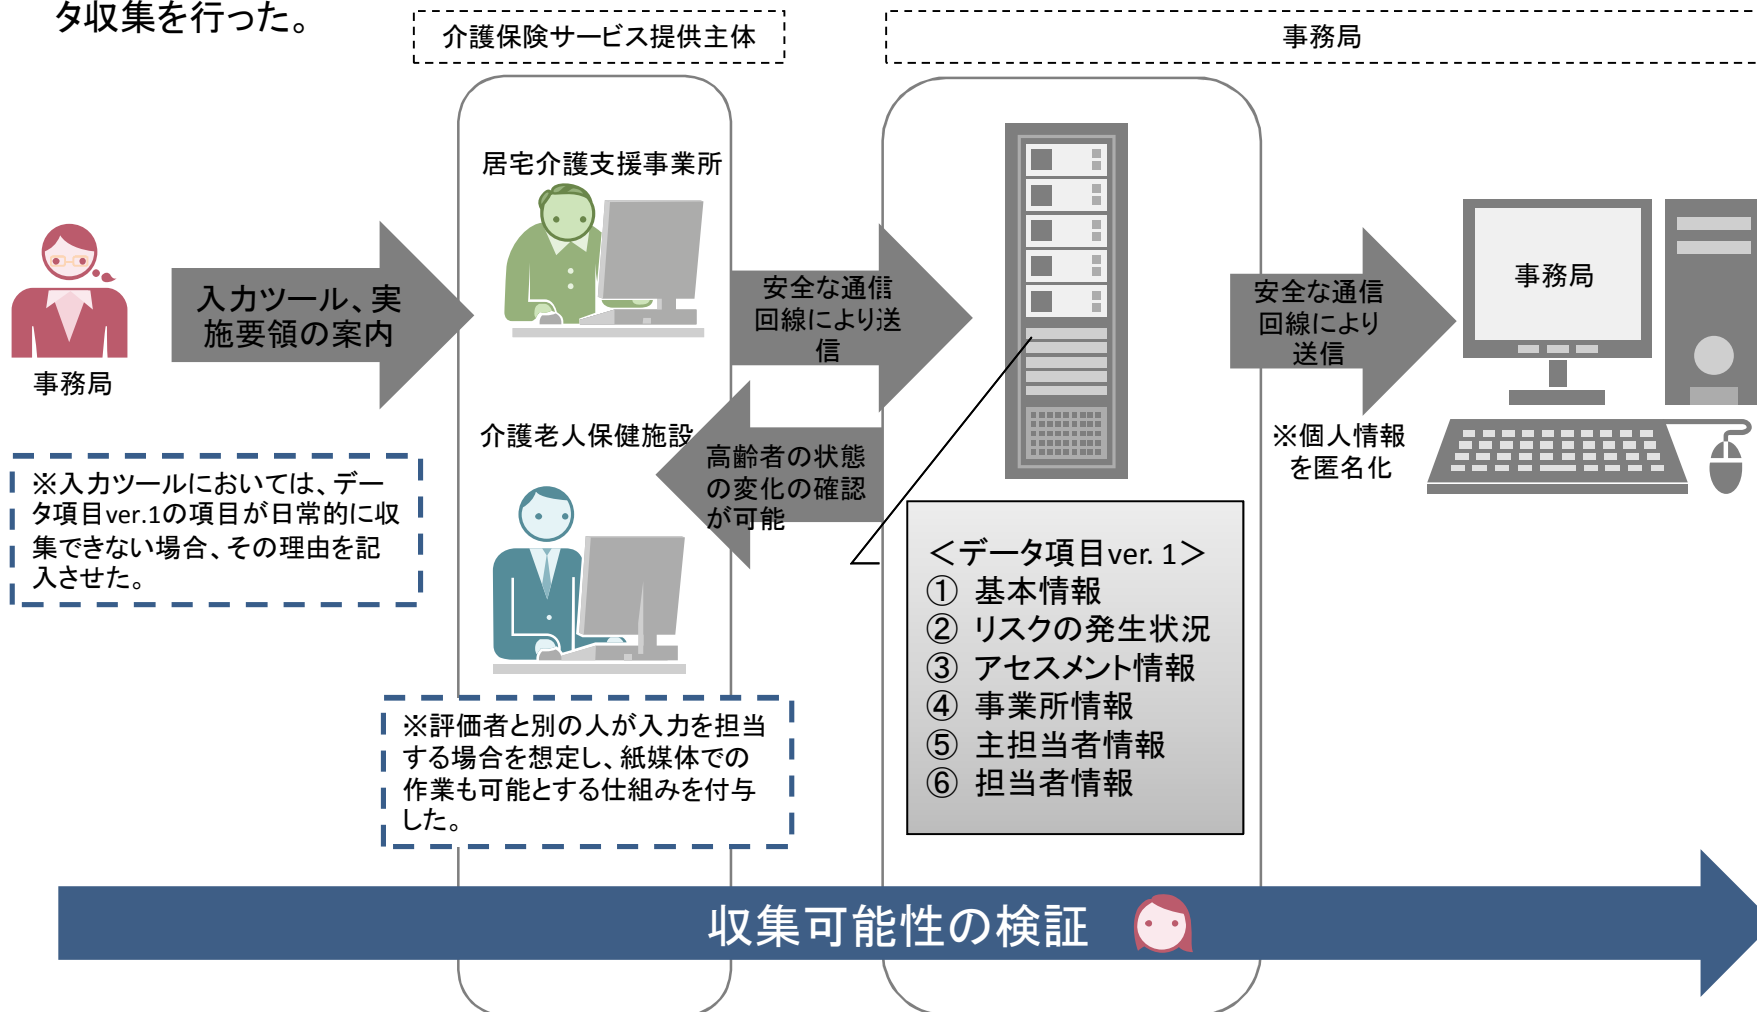 タ収集を行った。
介護保険サービス提供主体
事務局
居宅介護支援事業所
入力ツール、実
施要領の案内
事務局
安全な通信
回線により送
信
安全な通信
回線により
送信
事務局
※個人情報
を匿名化
介護老人保健施設
高齢者の状態
の変化の確認
が可能
※入力ツールにおいては、デー
タ項目ver.1の項目が日常的に収
集できない場合、その理由を記
入させた。
＜データ項目ver. 1＞
① 基本情報
② リスクの発生状況
③ アセスメント情報
④ 事業所情報
⑤ 主担当者情報
⑥ 担当者情報
※評価者と別の人が入力を担当
する場合を想定し、紙媒体での
作業も可能とする仕組みを付与
した。
収集可能性の検証